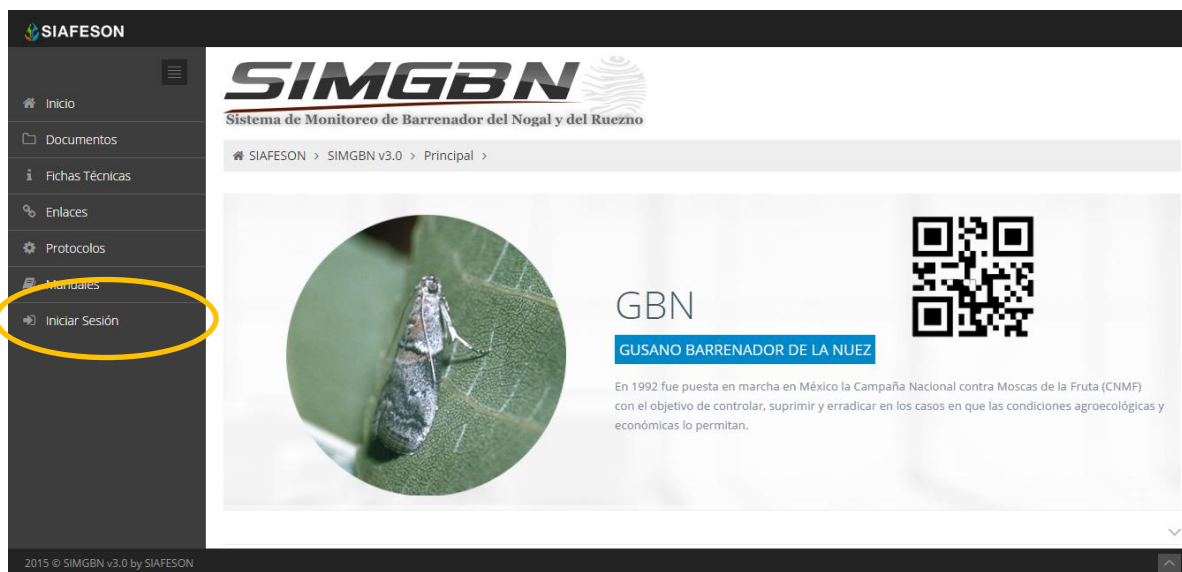 SIAFESON
Inicio
Documentos
Fichas Técnicas
Enlaces
Protocolos
Manuales
Iniciar Sesión
SIMGBN
Sistema de Monitoreo de Barrenador del Nogal y del Ruezno
SIAFESON > SIMGBN v3.0 > Principal >
GBN
GUSANO BARRENADOR DE LA NUEZ
En 1992 fue puesta en marcha en México la Campaña Nacional contra Moscas de la Fruta (CNMF)
con el objetivo de controlar, suprimir y erradicar en los casos en que las condiciones agroecológicas y
económicas lo permitan.
2015 © SIMGBN v3.0 by SIAFESON